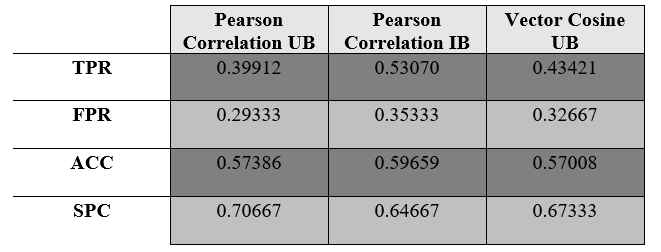 Pearson Correlation UB Pearson Correlation IB Vector Cosine UB
TPR 0.39912 0.53070 0.43421
FPR 0.29333 0.35333 0.32667
ACC 0.57386 0.59659 0.57008
SPC 0.70667 0.64667 0.67333